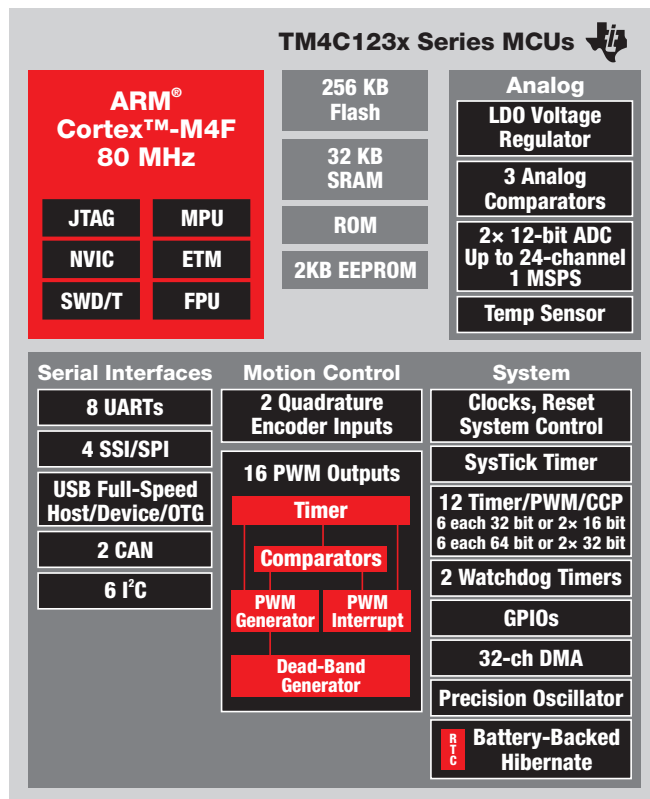 TM4C123x Series MCUs
ARM®
Cortex™-M4F
80 MHz
JTAG
MPU
NVIC
ETM
SWD/T
FPU
256 KB
Flash
32 KB
SRAM
ROM
2KB EEPROM
Analog
LDO Voltage
Regulator
3 Analog
Comparators
2× 12-bit ADC
Up to 24-channel
1 MSPS
Temp Sensor
Serial Interfaces
8 UARTs
4 SSI/SPI
USB Full-Speed
Host/Device/OTG
2 CAN
6 I²C
Motion Control
2 Quadrature
Encoder Inputs
16 PWM Outputs
Timer
Comparators
PWM
Generator
PWM
Interrupt
Dead-Band
Generator
System
Clocks, Reset
System Control
SysTick Timer
12 Timer/PWM/CCP
6 each 32 bit or 2× 16 bit
6 each 64 bit or 2× 32 bit
2 Watchdog Timers
GPIOs
32-ch DMA
Precision Oscillator
RTC
Battery-Backed
Hibernate